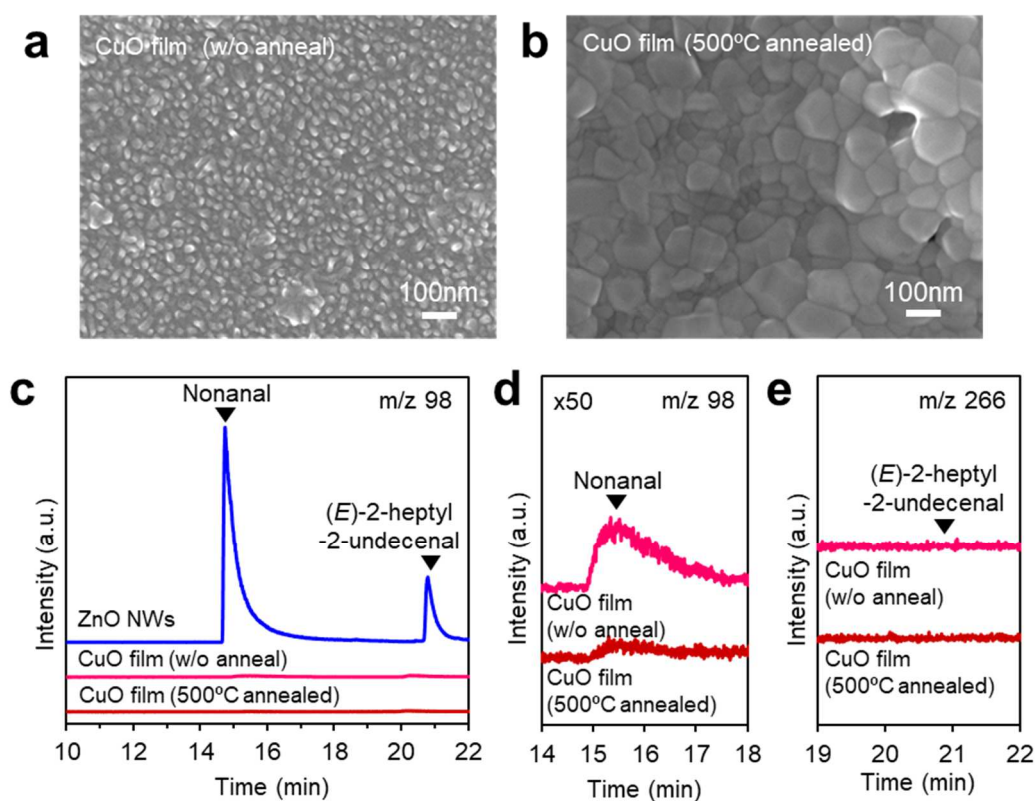 a
CuO film (w/o anneal)
100nm
b
CuO film (500ºC annealed)
100nm
c
Nonanal
m/z 98
(E)-2-heptyl
-2-undecenal
ZnO NWs
CuO film (w/o anneal)
CuO film (500ºC annealed)
Intensity (a.u.)
10 12 14 16 18 20 22
Time (min)
d
x50
m/z 98
Nonanal
CuO film
(w/o anneal)
CuO film
(500ºC annealed)
Intensity (a.u.)
14 15 16 17 18
Time (min)
e
m/z 266
(E)-2-heptyl
-2-undecenal
CuO film
(w/o anneal)
CuO film
(500ºC annealed)
Intensity (a.u.)
19 20 21 22
Time (min)